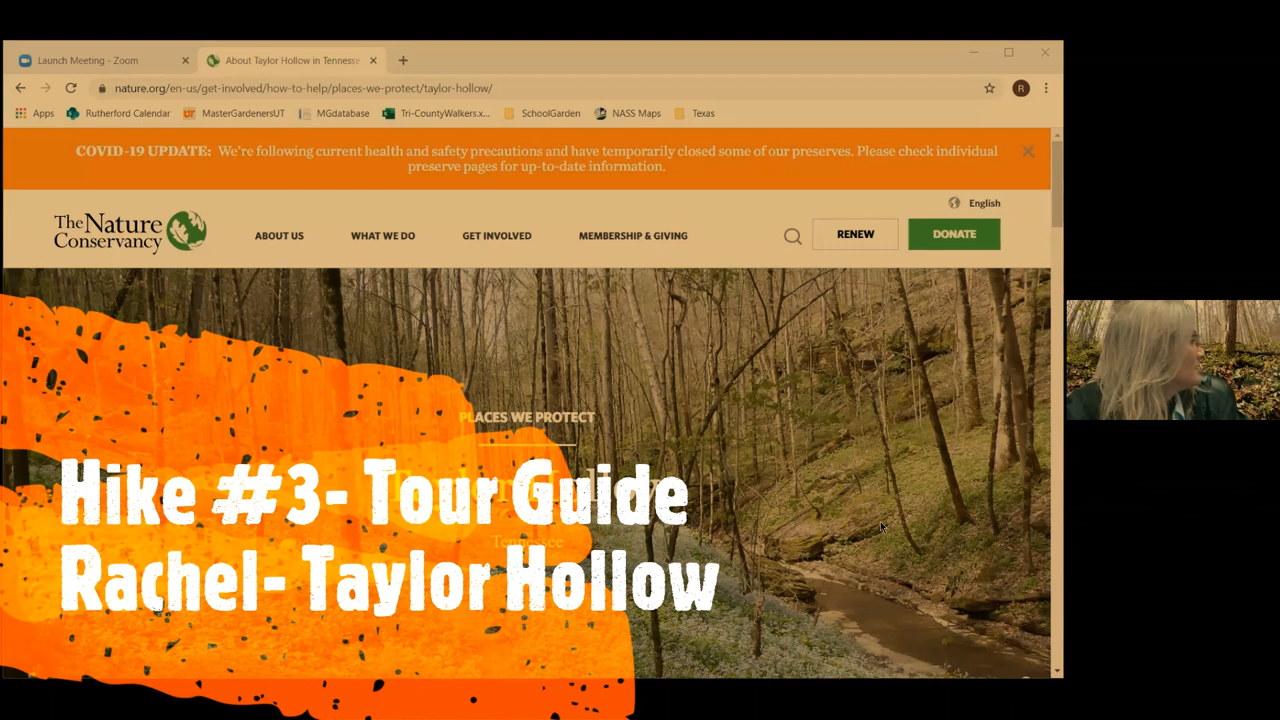 Launch Meeting - Zoom
About Taylor Hollow in Tennesse
nature.org/en-us/get-involved/how-to-help/places-we-protect/taylor-hollow/
R
Apps
Rutherford Calendar
MasterGardenersUT
MGdatabase
Tri-CountyWalkers.x...
SchoolGarden
NASS Maps
Texas
COVID-19 UPDATE: We're following current health and safety precautions and have temporarily closed some of our preserves. Please check individual
preserve pages for up-to-date information.
English
The Nature
Conservancy
ABOUT US
WHAT WE DO
GET INVOLVED
MEMBERSHIP & GIVING
RENEW
DONATE
PLACES WE PROTECT
Hike #3- Tour Guide
Tennessee
Rachel- Taylor Hollow